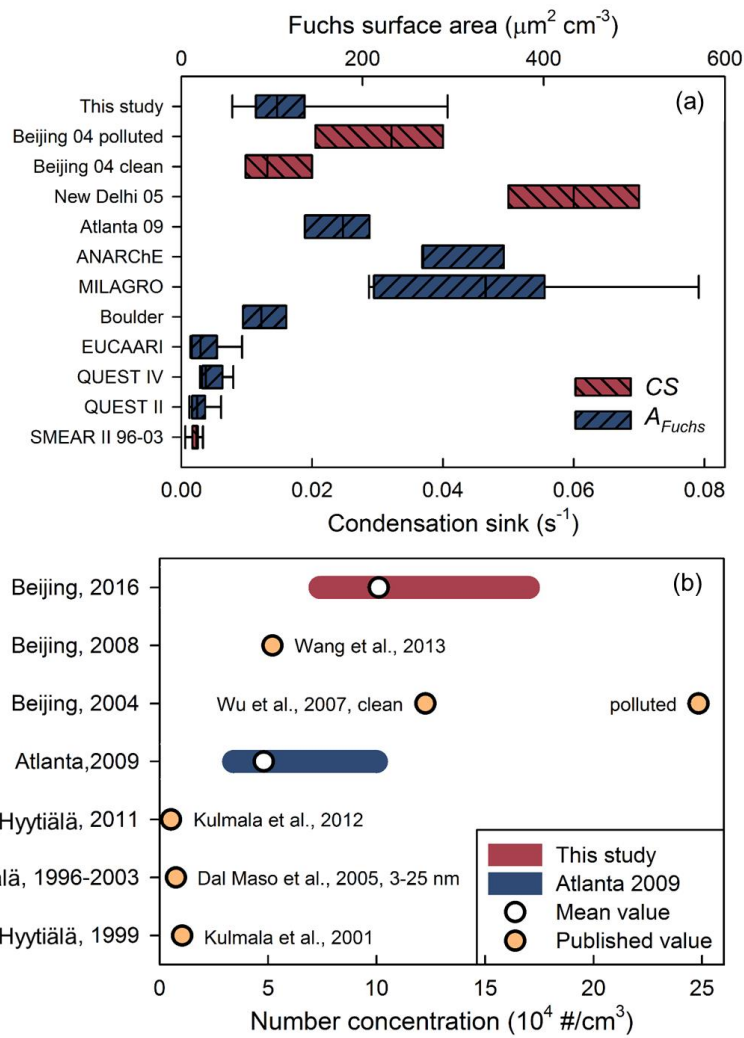 Fuchs surface area (μm² cm⁻³)
0 200 400 600
(a)
This study
Beijing 04 polluted
Beijing 04 clean
New Delhi 05
Atlanta 09
ANARChE
MILAGRO
Boulder
EUCAARI
QUEST IV
QUEST II
SMEAR II 96-03
CS
A_Fuchs
0.00 0.02 0.04 0.06 0.08
Condensation sink (s⁻¹)
(b)
Beijing, 2016
Beijing, 2008
Wang et al., 2013
Beijing, 2004
Wu et al., 2007, clean
polluted
Atlanta,2009
Hyytiälä, 2011
Kulmala et al., 2012
älä, 1996-2003
Dal Maso et al., 2005, 3-25 nm
Hyytiälä, 1999
Kulmala et al., 2001
This study
Atlanta 2009
Mean value
Published value
0 5 10 15 20 25
Number concentration (10⁴ #/cm³)